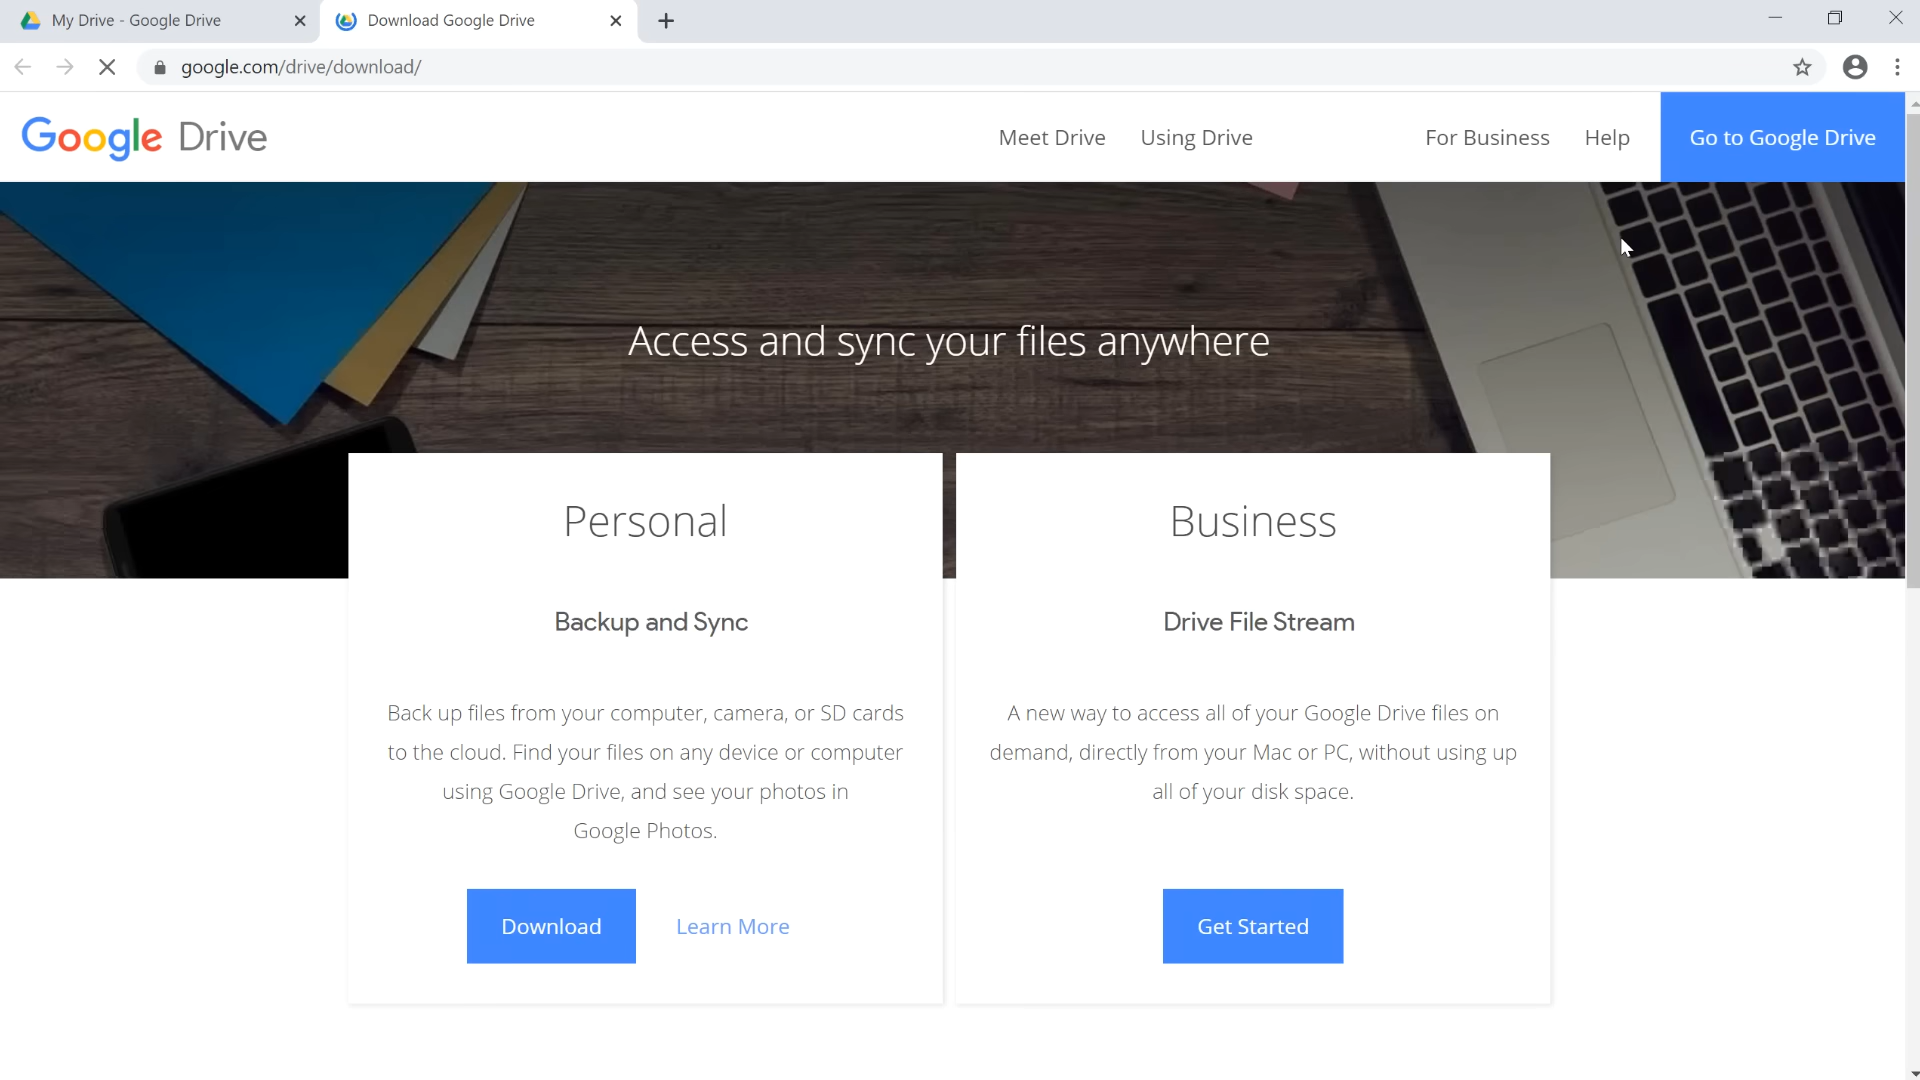 My Drive - Google Drive
Download Google Drive
google.com/drive/download/
Google Drive
Meet Drive
Using Drive
For Business
Help
Go to Google Drive
Access and sync your files anywhere
Personal
Backup and Sync
Back up files from your computer, camera, or SD cards
to the cloud. Find your files on any device or computer
using Google Drive, and see your photos in
Google Photos.
Download
Learn More
Business
Drive File Stream
A new way to access all of your Google Drive files on
demand, directly from your Mac or PC, without using up
all of your disk space.
Get Started